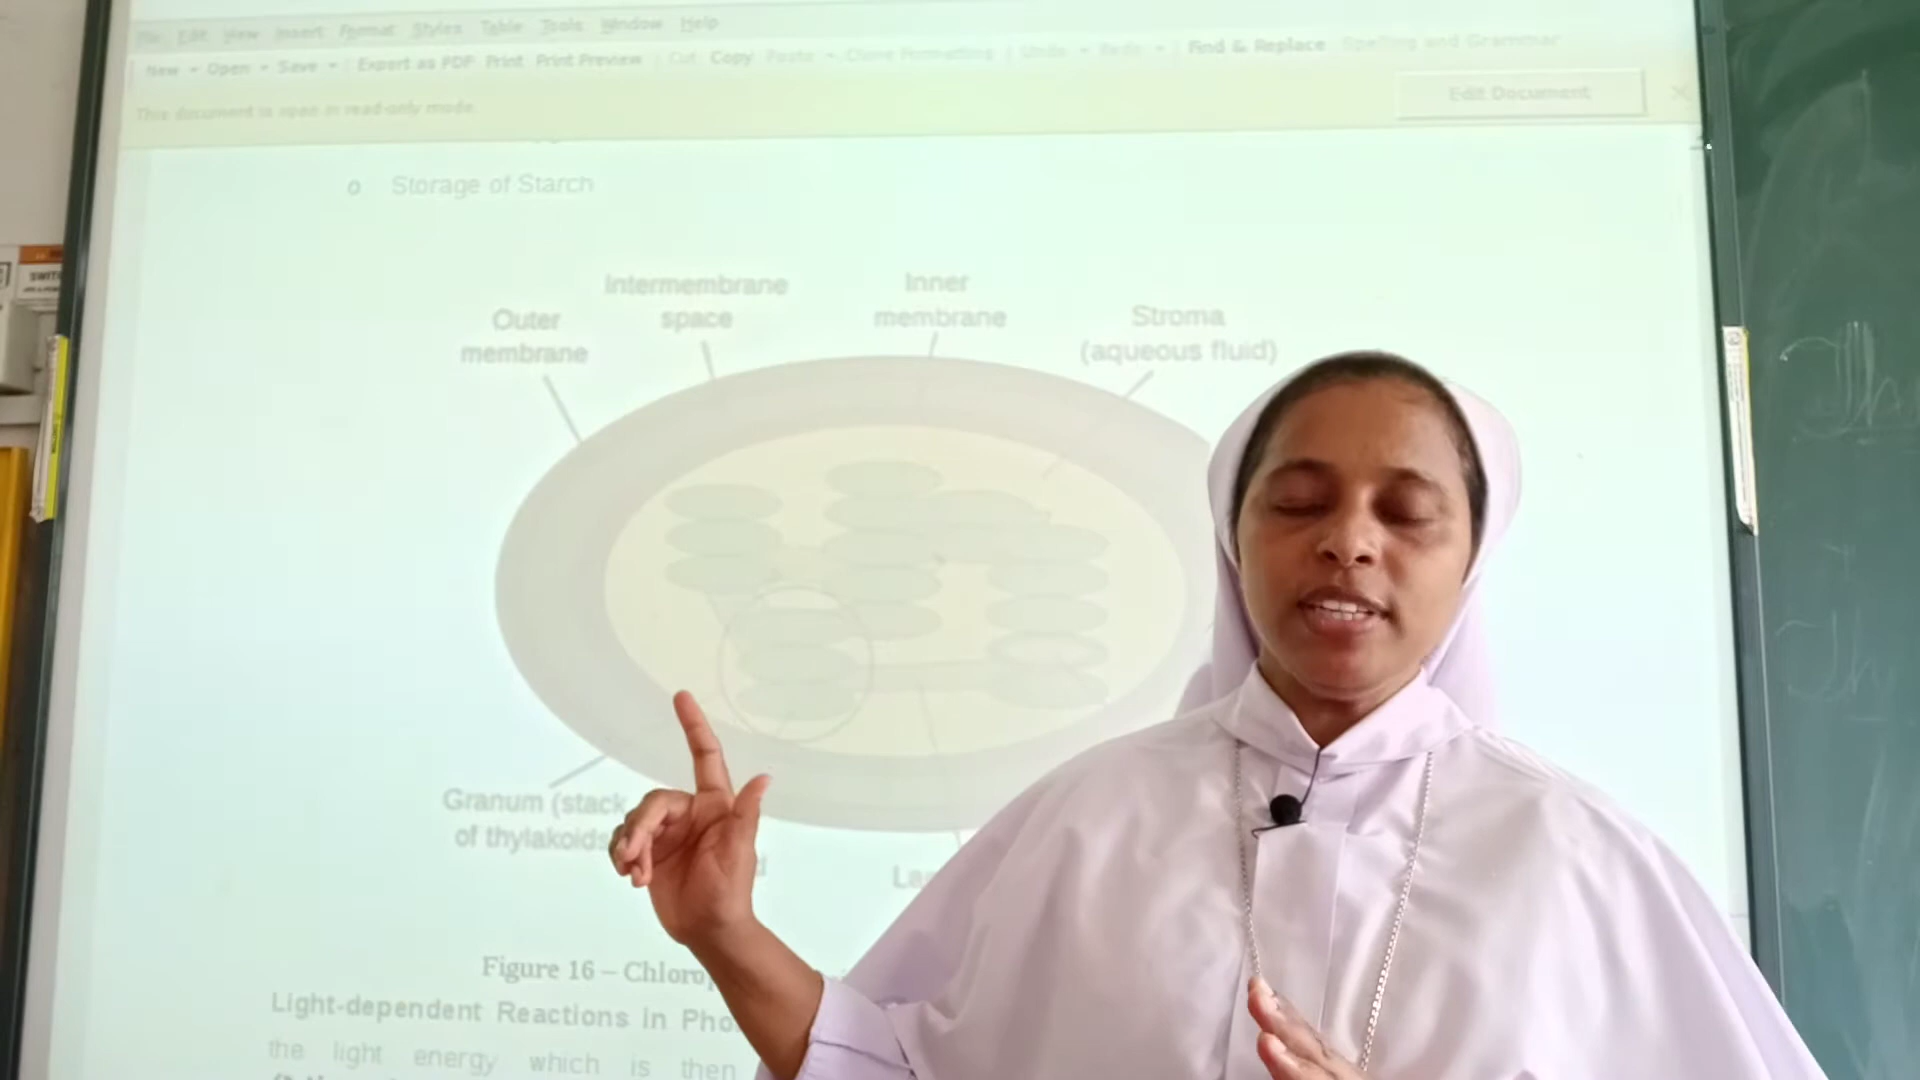 File Edit View Insert Format Styles Table Tools Window Help
New Open Save Export as PDF Print Print Preview Cut Copy Paste Clone Formatting Undo Redo Find & Replace Spelling and Grammar
This document is open in read-only mode.
Edit Document
o Storage of Starch
Intermembrane
space
Inner
membrane
Outer
membrane
Stroma
(aqueous fluid)
Granum (stack
of thylakoids
Figure 16 – Chlorop
Light-dependent Reactions in Pho
the light energy which is then